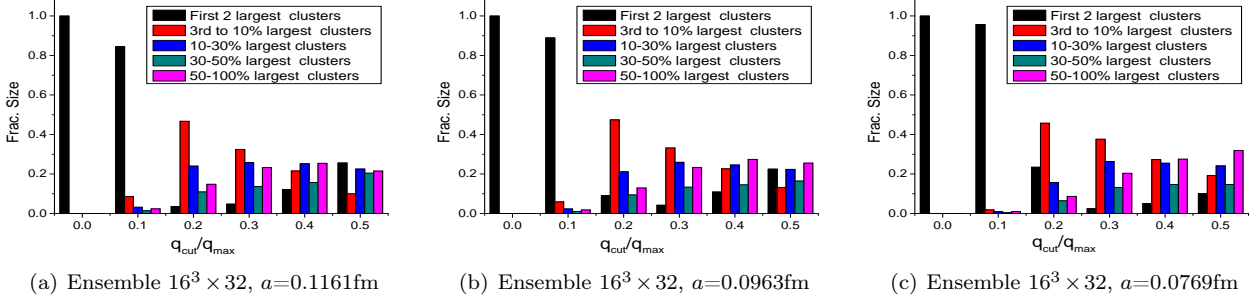 First 2 largest clusters
3rd to 10% largest clusters
10-30% largest clusters
30-50% largest clusters
50-100% largest clusters
Frac. Size
1.0
0.8
0.6
0.4
0.2
0.0
0.0 0.1 0.2 0.3 0.4 0.5
q_cut/q_max
(a) Ensemble 16³ × 32, a=0.1161fm
First 2 largest clusters
3rd to 10% largest clusters
10-30% largest clusters
30-50% largest clusters
50-100% largest clusters
Frac. Size
1.0
0.8
0.6
0.4
0.2
0.0
0.0 0.1 0.2 0.3 0.4 0.5
q_cut/q_max
(b) Ensemble 16³ × 32, a=0.0963fm
First 2 largest clusters
3rd to 10% largest clusters
10-30% largest clusters
30-50% largest clusters
50-100% largest clusters
Frac. Size
1.0
0.8
0.6
0.4
0.2
0.0
0.0 0.1 0.2 0.3 0.4 0.5
q_cut/q_max
(c) Ensemble 16³ × 32, a=0.0769fm